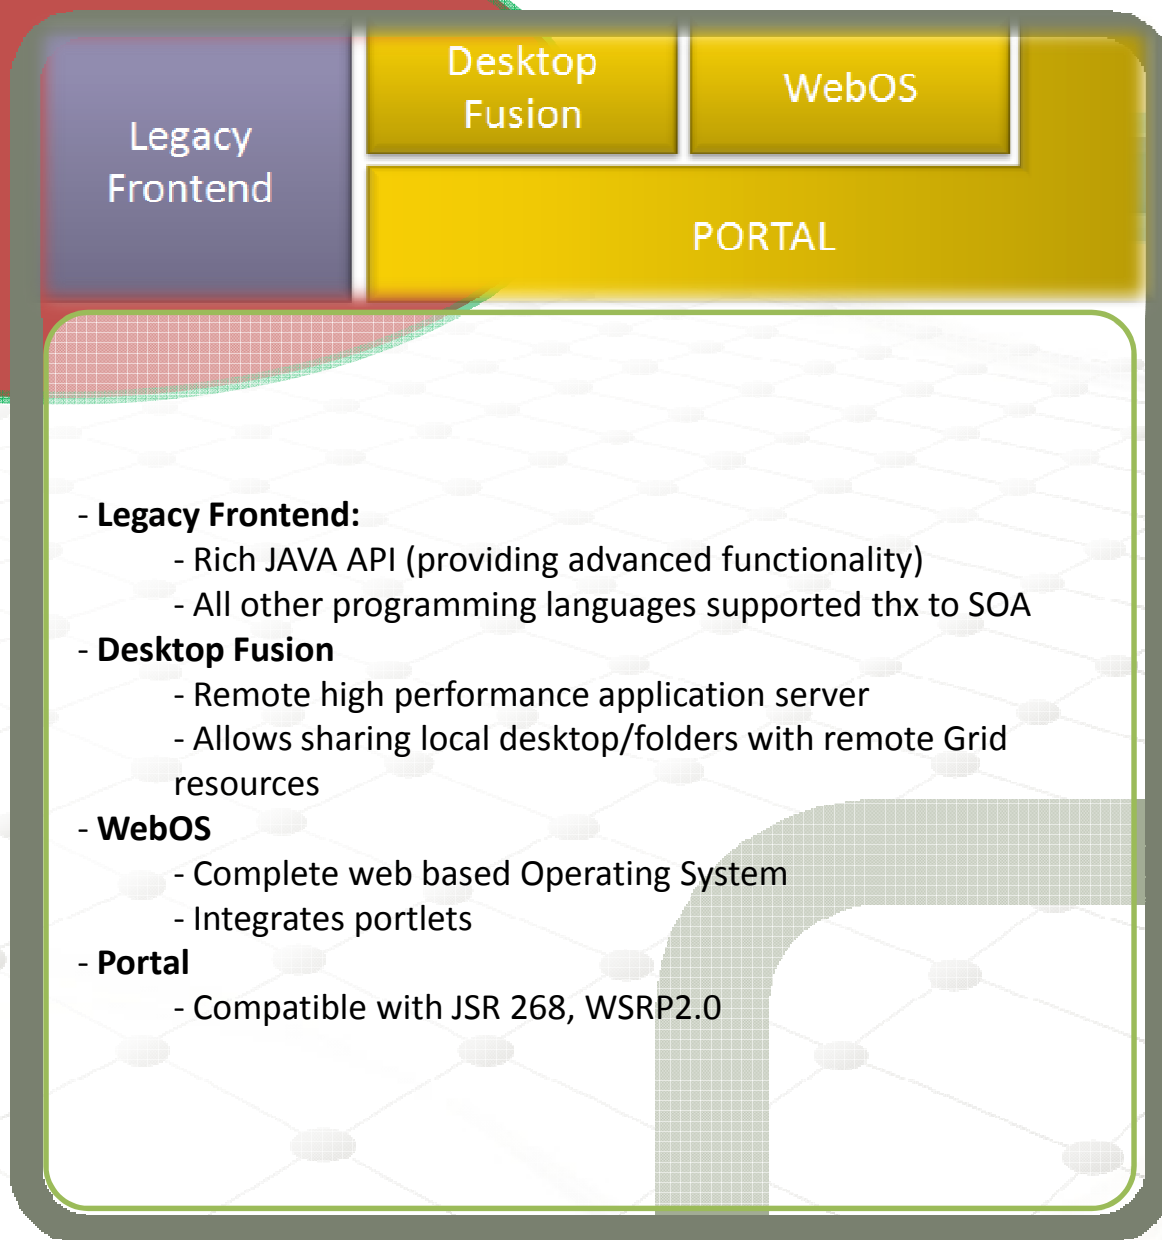 Legacy
Frontend
Desktop
Fusion
WebOS
PORTAL
- Legacy Frontend:
- Rich JAVA API (providing advanced functionality)
- All other programming languages supported thx to SOA
- Desktop Fusion
- Remote high performance application server
- Allows sharing local desktop/folders with remote Grid
resources
- WebOS
- Complete web based Operating System
- Integrates portlets
- Portal
- Compatible with JSR 268, WSRP2.0